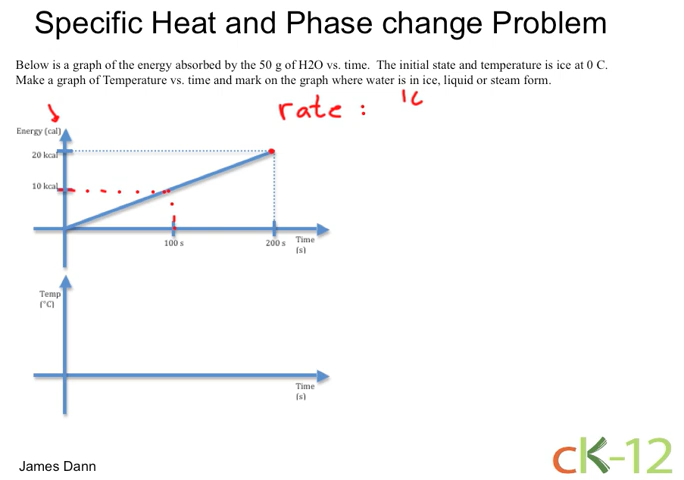 Specific Heat and Phase change Problem
Below is a graph of the energy absorbed by the 50 g of H2O vs. time.  The initial state and temperature is ice at 0 C.
Make a graph of Temperature vs. time and mark on the graph where water is in ice, liquid or steam form.
rate :
Energy (cal)
20 kcal
10 kcal
100 s
200 s
Time
(s)
Temp
(°C)
Time
(s)
James Dann
cK-12